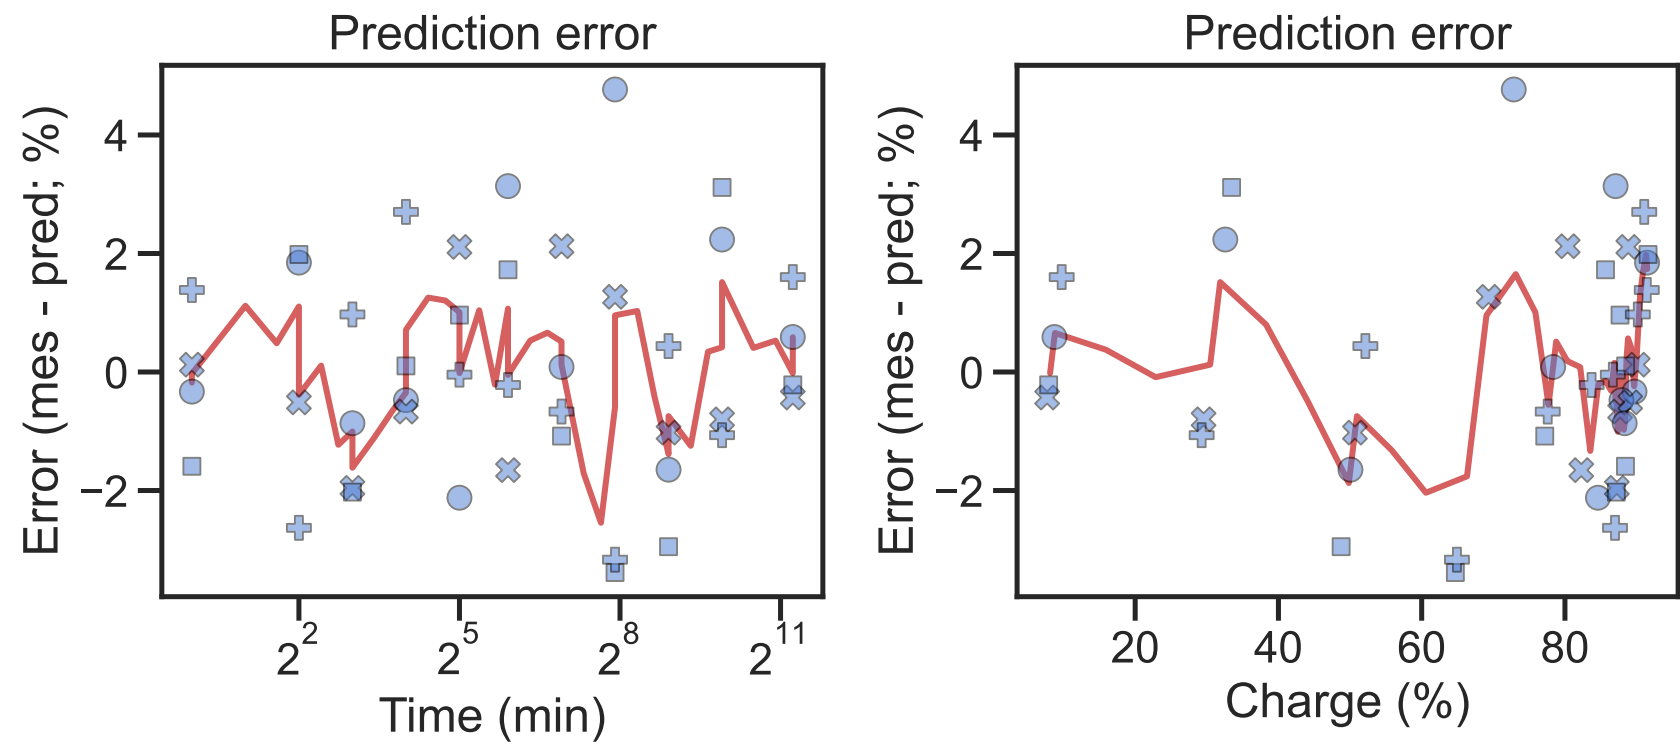 Prediction error
Error (mes - pred; %)
4
2
0
−2
2^2 2^5 2^8 2^11
Time (min)
Prediction error
Error (mes - pred; %)
4
2
0
−2
20 40 60 80
Charge (%)